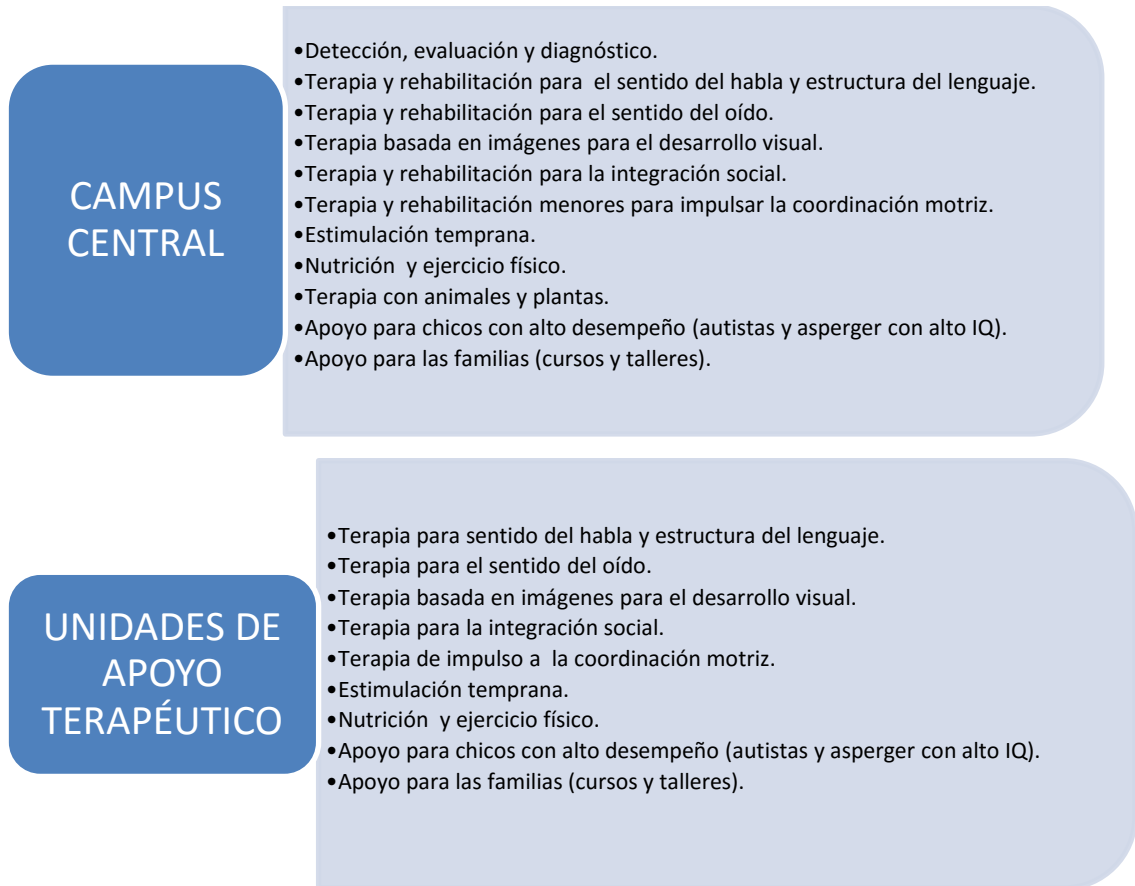 CAMPUS
CENTRAL
•Detección, evaluación y diagnóstico.
•Terapia y rehabilitación para  el sentido del habla y estructura del lenguaje.
•Terapia y rehabilitación para el sentido del oído.
•Terapia basada en imágenes para el desarrollo visual.
•Terapia y rehabilitación para la integración social.
•Terapia y rehabilitación menores para impulsar la coordinación motriz.
•Estimulación temprana.
•Nutrición  y ejercicio físico.
•Terapia con animales y plantas.
•Apoyo para chicos con alto desempeño (autistas y asperger con alto IQ).
•Apoyo para las familias (cursos y talleres).
UNIDADES DE
APOYO
TERAPÉUTICO
•Terapia para sentido del habla y estructura del lenguaje.
•Terapia para el sentido del oído.
•Terapia basada en imágenes para el desarrollo visual.
•Terapia para la integración social.
•Terapia de impulso a  la coordinación motriz.
•Estimulación temprana.
•Nutrición  y ejercicio físico.
•Apoyo para chicos con alto desempeño (autistas y asperger con alto IQ).
•Apoyo para las familias (cursos y talleres).